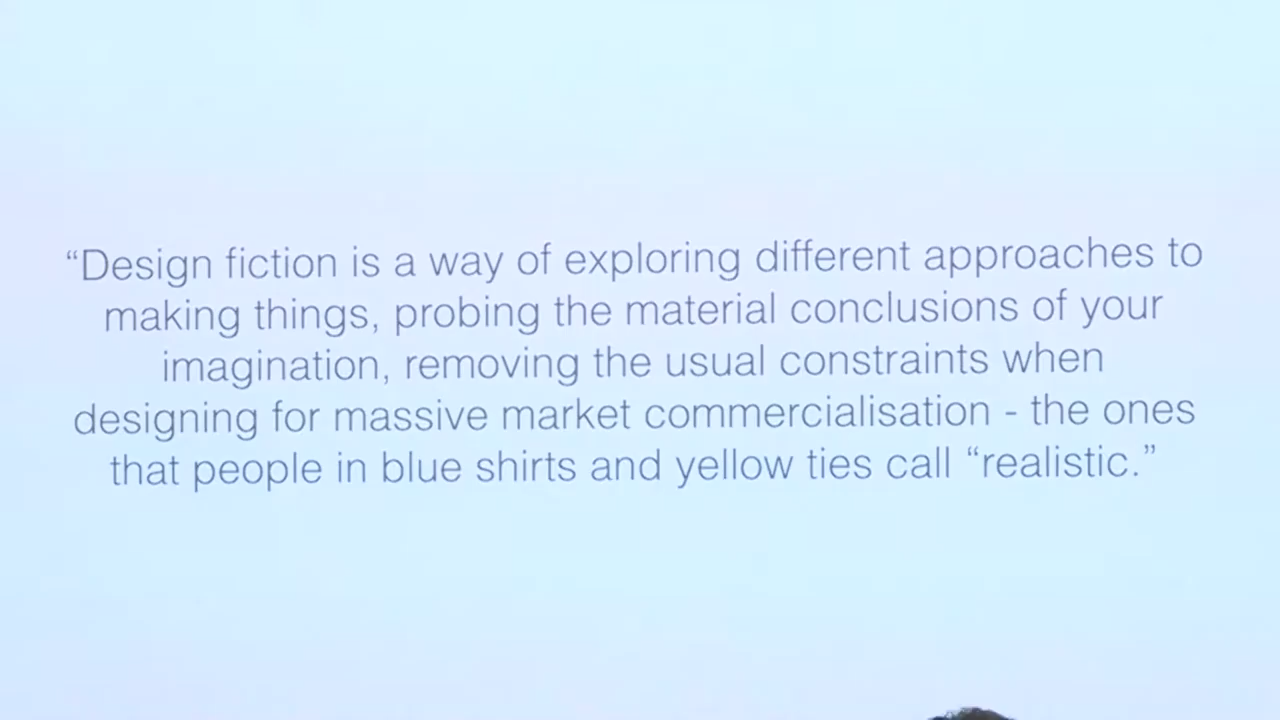 “Design fiction is a way of exploring different approaches to
making things, probing the material conclusions of your
imagination, removing the usual constraints when
designing for massive market commercialisation - the ones
that people in blue shirts and yellow ties call “realistic.”